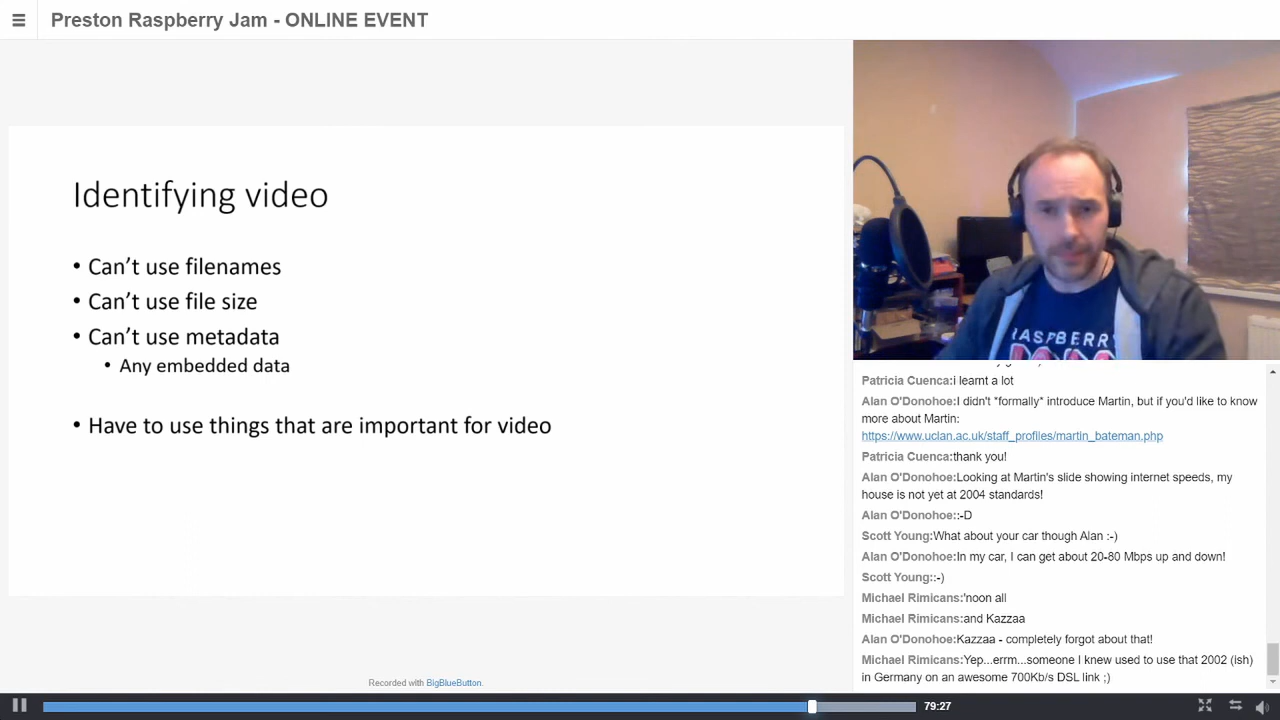 Preston Raspberry Jam - ONLINE EVENT
Identifying video
• Can't use filenames
• Can't use file size
• Can't use metadata
• Any embedded data
• Have to use things that are important for video
RASPBERRY
Patricia Cuenca:i learnt a lot
Alan O'Donohoe:I didn't *formally* introduce Martin, but if you'd like to know
more about Martin:
https://www.uclan.ac.uk/staff_profiles/martin_bateman.php
Patricia Cuenca:thank you!
Alan O'Donohoe:Looking at Martin's slide showing internet speeds, my
house is not yet at 2004 standards!
Alan O'Donohoe::-D
Scott Young:What about your car though Alan :-)
Alan O'Donohoe:In my car, I can get about 20-80 Mbps up and down!
Scott Young::-)
Michael Rimicans:'noon all
Michael Rimicans:and Kazzaa
Alan O'Donohoe:Kazzaa - completely forgot about that!
Michael Rimicans:Yep...errm...someone I knew used to use that 2002 (ish)
in Germany on an awesome 700Kb/s DSL link ;)
Recorded with BigBlueButton.
79:27